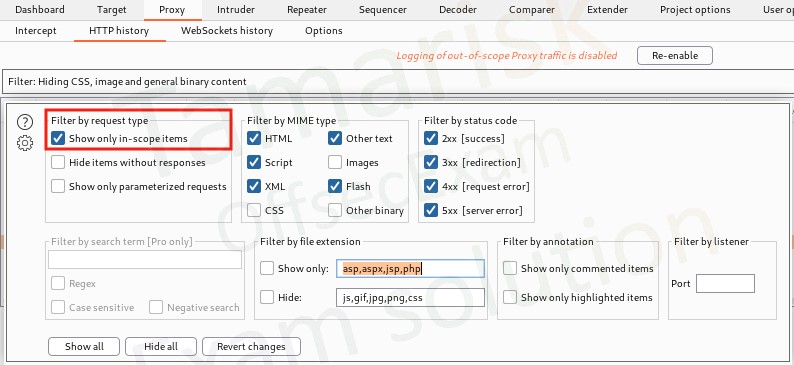 Dashboard Target Proxy Intruder Repeater Sequencer Decoder Comparer Extender Project options User op
Intercept HTTP history WebSockets history Options
Logging of out-of-scope Proxy traffic is disabled Re-enable
Filter: Hiding CSS, image and general binary content
Filter by request type Filter by MIME type Filter by status code
Show only in-scope items HTML Other text 2xx [success]
Hide items without responses Script Images 3xx [redirection]
Show only parameterized requests XML Flash 4xx [request error]
CSS Other binary 5xx [server error]
Filter by search term [Pro only] Filter by file extension Filter by annotation Filter by listener
Show only: asp,aspx,jsp,php Show only commented items
Regex Port
Hide: js,gif,jpg,png,css Show only highlighted items
Case sensitive Negative search
Show all Hide all Revert changes
Tamarisk
OffsecExam
Exam solution